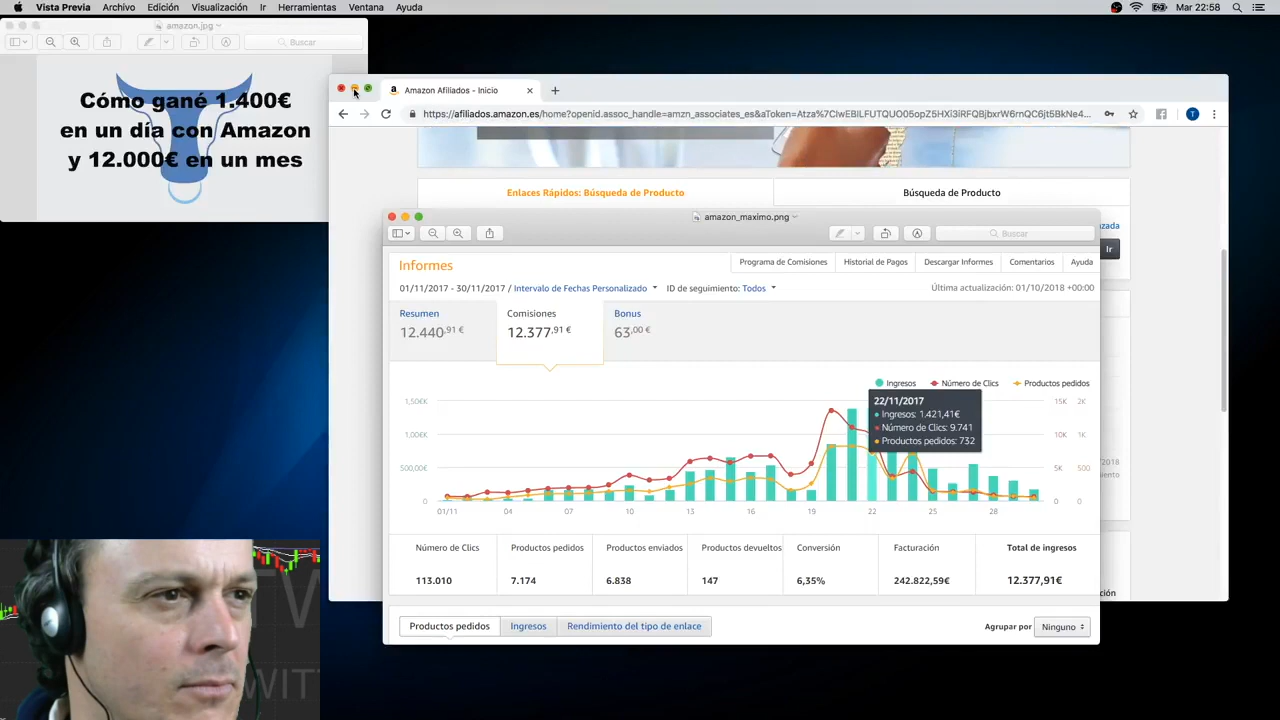 Vista Previa Archivo Edición Visualización Ir Herramientas Ventana Ayuda Mar 22:58
amazon.jpg
Buscar
Cómo gané 1.400€
en un día con Amazon
y 12.000€ en un mes
Amazon Afiliados - Inicio
https://afiliados.amazon.es/home?openid.assoc_handle=amzn_associates_es&aToken=Atza%7CIwEBILFUTQUO05opZ5HXi3iRFQBjbxrW6rnQC6jt5BkNe4...
T
Enlaces Rápidos: Búsqueda de Producto Búsqueda de Producto
Ir
amazon_maximo.png
Buscar
Informes Programa de Comisiones Historial de Pagos Descargar Informes Comentarios Ayuda
01/11/2017 - 30/11/2017 / Intervalo de Fechas Personalizado ID de seguimiento: Todos Última actualización: 01/10/2018 +00:00
Resumen Comisiones Bonus
12.440,91 € 12.377,91 € 63,00 €
Ingresos Número de Clics Productos pedidos
1,50€K 15K 2K
1,00€K 10K 1K
500,00€ 5K 500
0 0 0
22/11/2017
Ingresos: 1.421,41€
Número de Clics: 9.741
Productos pedidos: 732
01/11 04 07 10 13 16 19 22 25 28
Número de Clics Productos pedidos Productos enviados Productos devueltos Conversión Facturación Total de ingresos
113.010 7.174 6.838 147 6,35% 242.822,59€ 12.377,91€
Productos pedidos Ingresos Rendimiento del tipo de enlace Agrupar por Ninguno